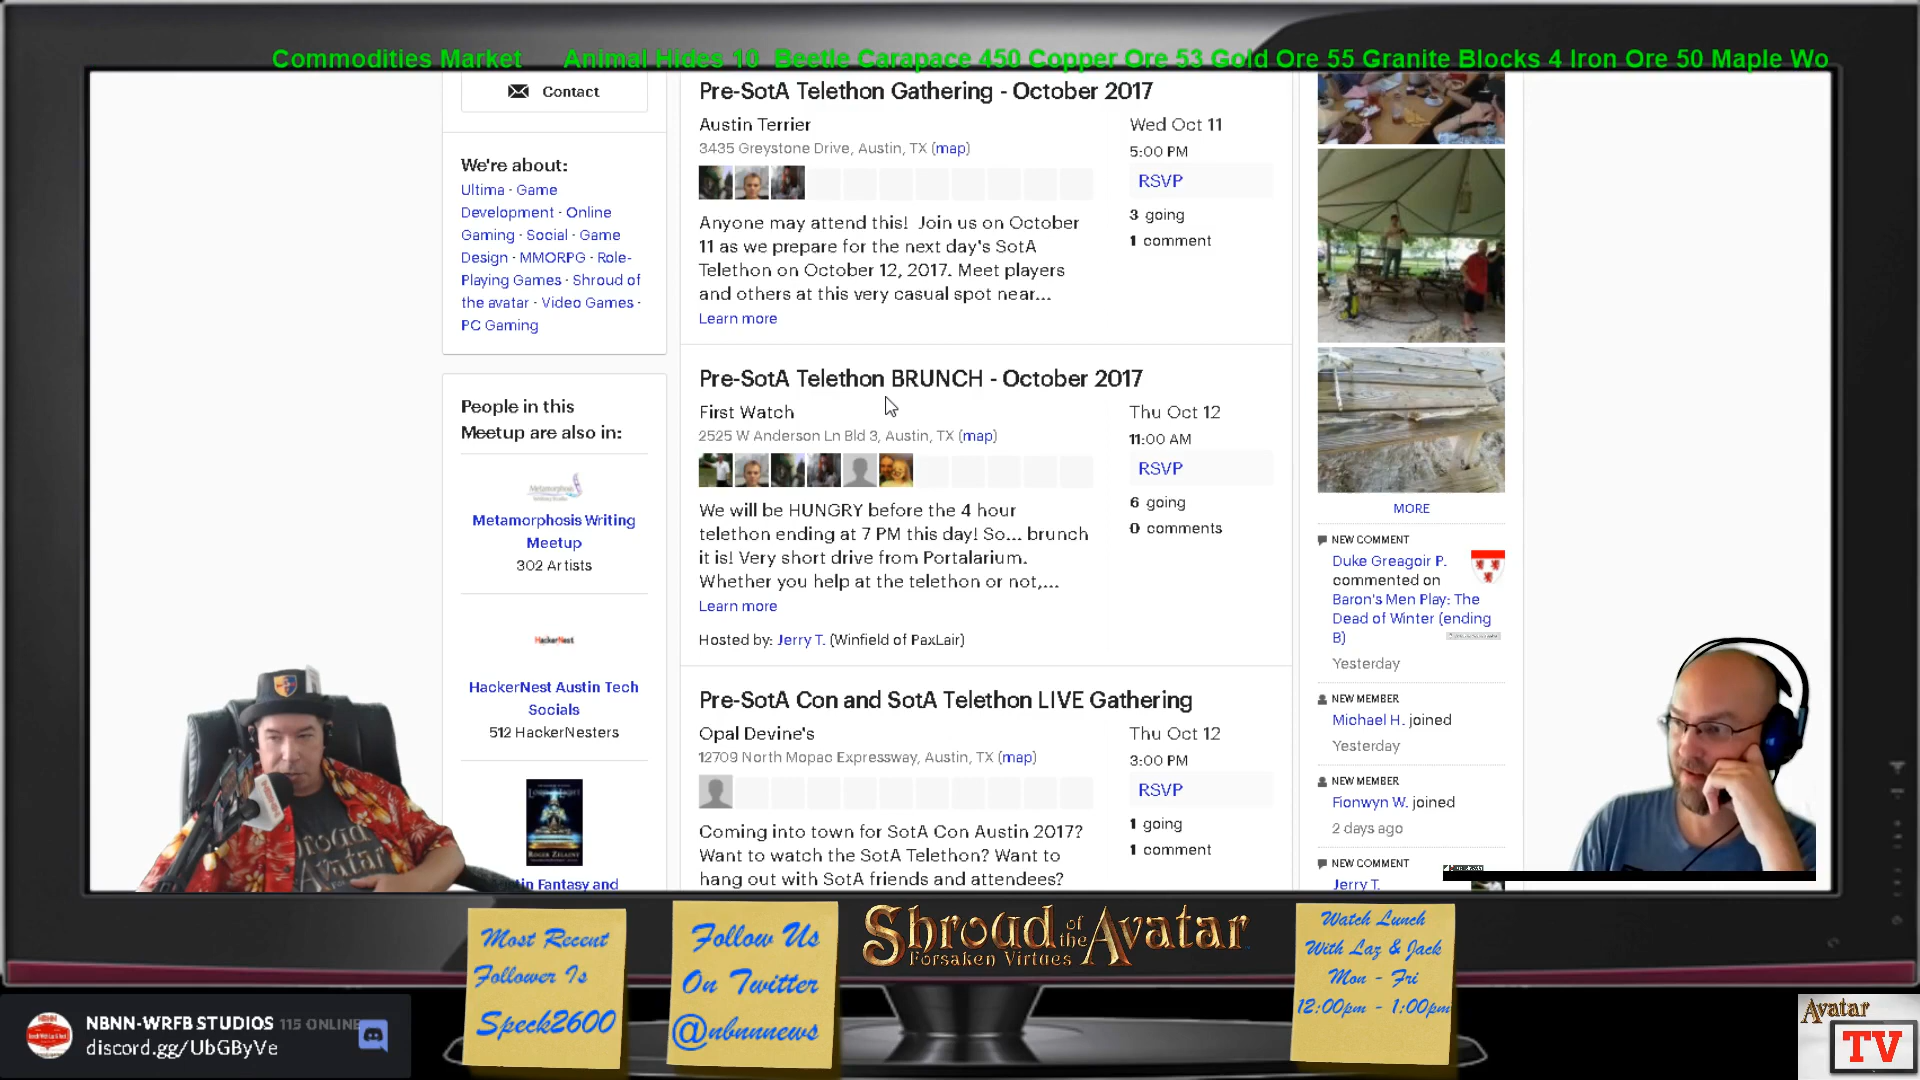 Commodities Market Animal Hides 10 Beetle Carapace 450 Copper Ore 53 Gold Ore 55 Granite Blocks 4 Iron Ore 50 Maple Wo
Contact
We're about:
Ultima · Game
Development · Online
Gaming · Social · Game
Design · MMORPG · Role-
Playing Games · Shroud of
the avatar · Video Games ·
PC Gaming
People in this
Meetup are also in:
Metamorphosis
Metamorphosis Writing
Meetup
302 Artists
HackerNest
HackerNest Austin Tech
Socials
512 HackerNesters
Roger Zelazny
Fantasy and
Pre-SotA Telethon Gathering - October 2017
Austin Terrier
3435 Greystone Drive, Austin, TX (map)
Anyone may attend this! Join us on October
11 as we prepare for the next day's SotA
Telethon on October 12, 2017. Meet players
and others at this very casual spot near...
Learn more
Wed Oct 11
5:00 PM
RSVP
3 going
1 comment
Pre-SotA Telethon BRUNCH - October 2017
First Watch
2525 W Anderson Ln Bld 3, Austin, TX (map)
We will be HUNGRY before the 4 hour
telethon ending at 7 PM this day! So... brunch
it is! Very short drive from Portalarium.
Whether you help at the telethon or not,...
Learn more
Hosted by: Jerry T. (Winfield of PaxLair)
Thu Oct 12
11:00 AM
RSVP
6 going
0 comments
Pre-SotA Con and SotA Telethon LIVE Gathering
Opal Devine's
12709 North Mopac Expressway, Austin, TX (map)
Coming into town for SotA Con Austin 2017?
Want to watch the SotA Telethon? Want to
hang out with SotA friends and attendees?
Thu Oct 12
3:00 PM
RSVP
1 going
1 comment
MORE
NEW COMMENT
Duke Greagoir P.
commented on
Baron's Men Play: The
Dead of Winter (ending
B)
Yesterday
NEW MEMBER
Michael H. joined
Yesterday
NEW MEMBER
Fionwyn W. joined
2 days ago
NEW COMMENT
Jerry T.
Shroud
Avatar
Most Recent
Follower Is
Speck2600
Follow Us
On Twitter
@nbnnnews
Shroud of the Avatar
Forsaken Virtues
Watch Lunch
With Laz & Jack
Mon - Fri
12:00pm - 1:00pm
NBNN-WRFB STUDIOS 115 ONLINE
discord.gg/UbGByVe
Avatar
TV